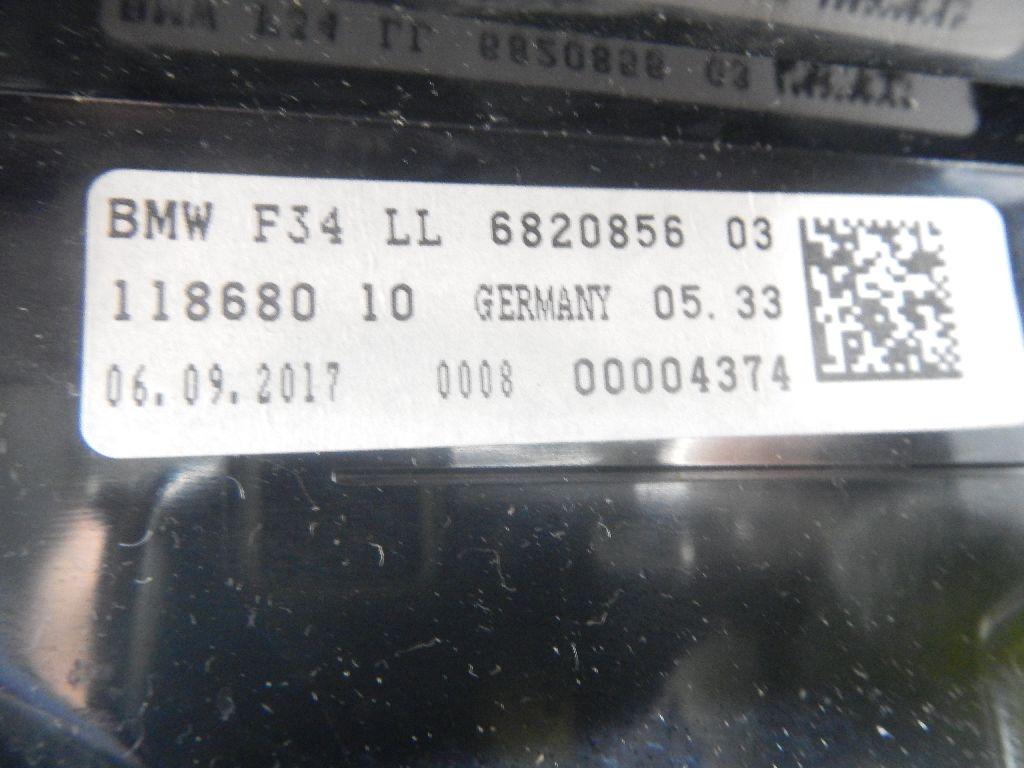 BMW F34 LL 6820856 03
118680 10 GERMANY 05.33
06.09.2017 0008 00004374